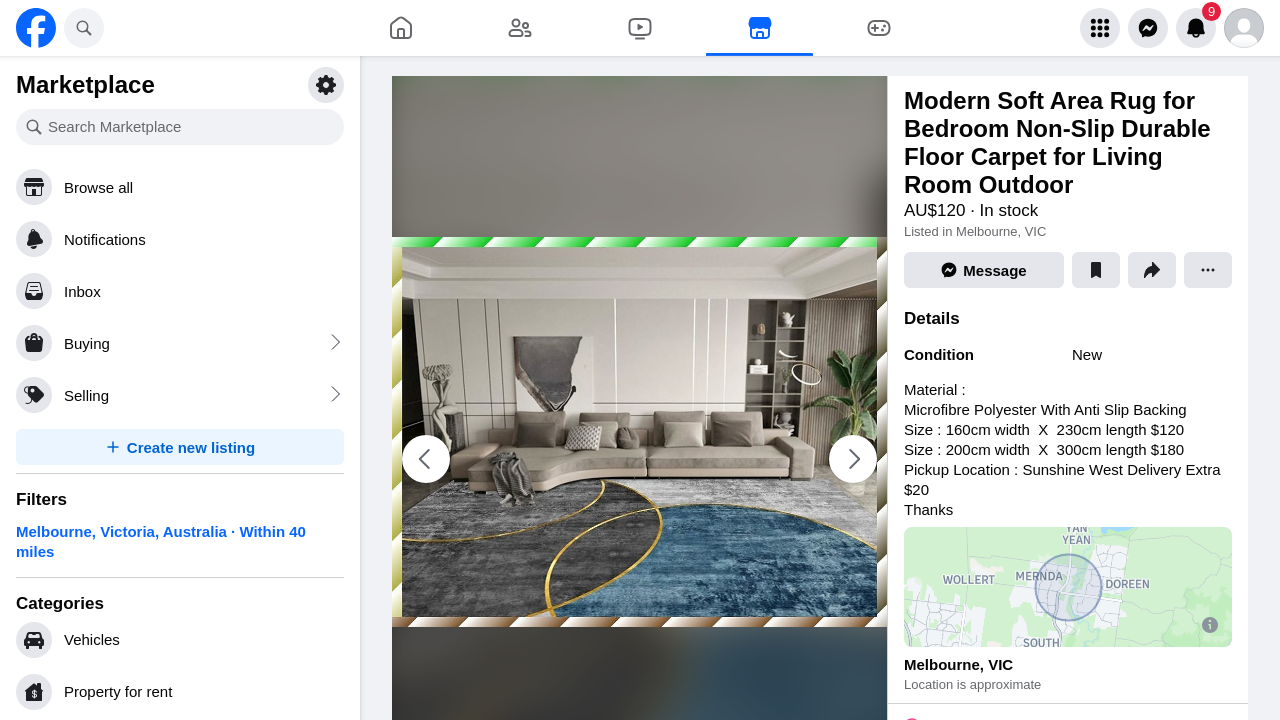 9
Marketplace
Search Marketplace
Browse all
Notifications
Inbox
Buying
Selling
Create new listing
Filters
Melbourne, Victoria, Australia · Within 40
miles
Categories
Vehicles
Property for rent
Modern Soft Area Rug for
Bedroom Non-Slip Durable
Floor Carpet for Living
Room Outdoor
AU$120 · In stock
Listed in Melbourne, VIC
Message
Details
Condition New
Material :
Microfibre Polyester With Anti Slip Backing
Size : 160cm width  X  230cm length $120
Size : 200cm width  X  300cm length $180
Pickup Location : Sunshine West Delivery Extra
$20
Thanks
YAN
YEAN
WOLLERT
MERNDA
DOREEN
SOUTH
Melbourne, VIC
Location is approximate